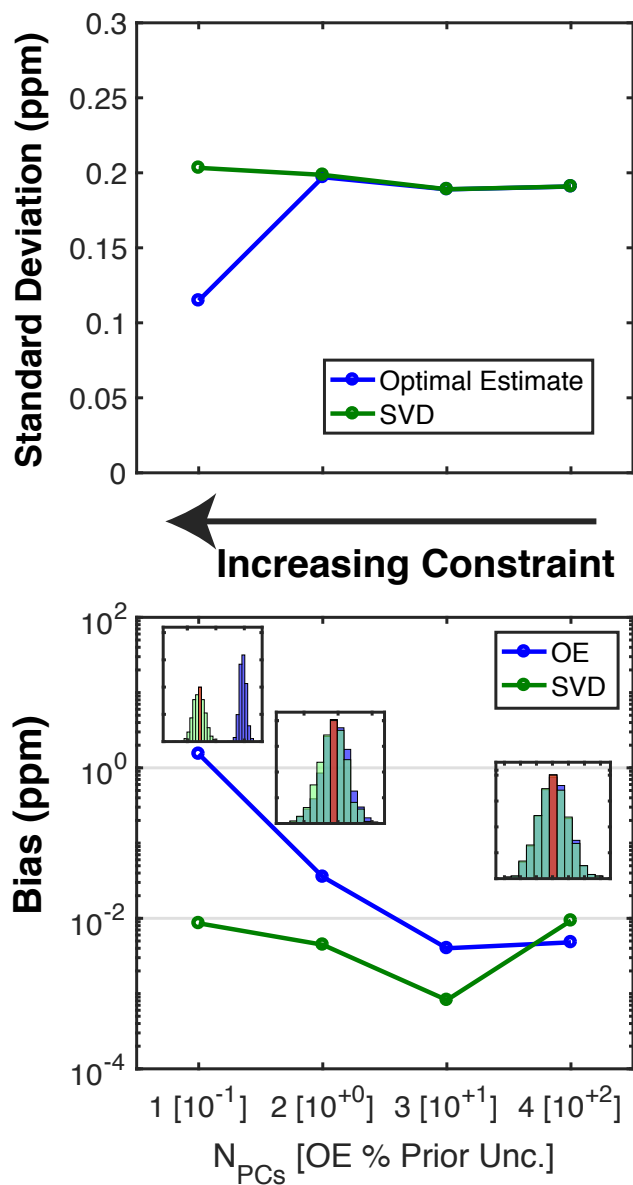 0.3
0.25
0.2
0.15
0.1
0.05
0
Standard Deviation (ppm)
Optimal Estimate
SVD
Increasing Constraint
10^2
10^0
10^-2
10^-4
Bias (ppm)
OE
SVD
1 [10^-1] 2 [10^+0] 3 [10^+1] 4 [10^+2]
N_PCs [OE % Prior Unc.]